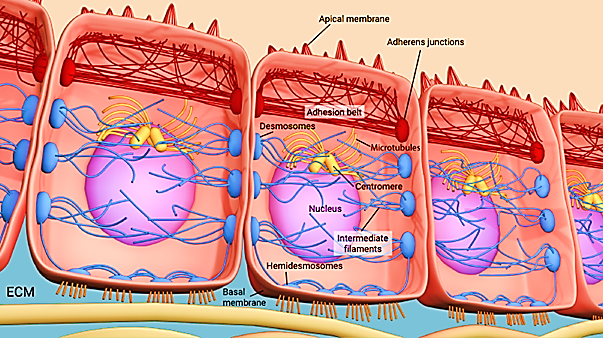 Apical membrane
Adherens junctions
Adhesion belt
Desmosomes
Microtubules
Centromere
Nucleus
Intermediate
filaments
Hemidesmosomes
ECM
Basal
membrane